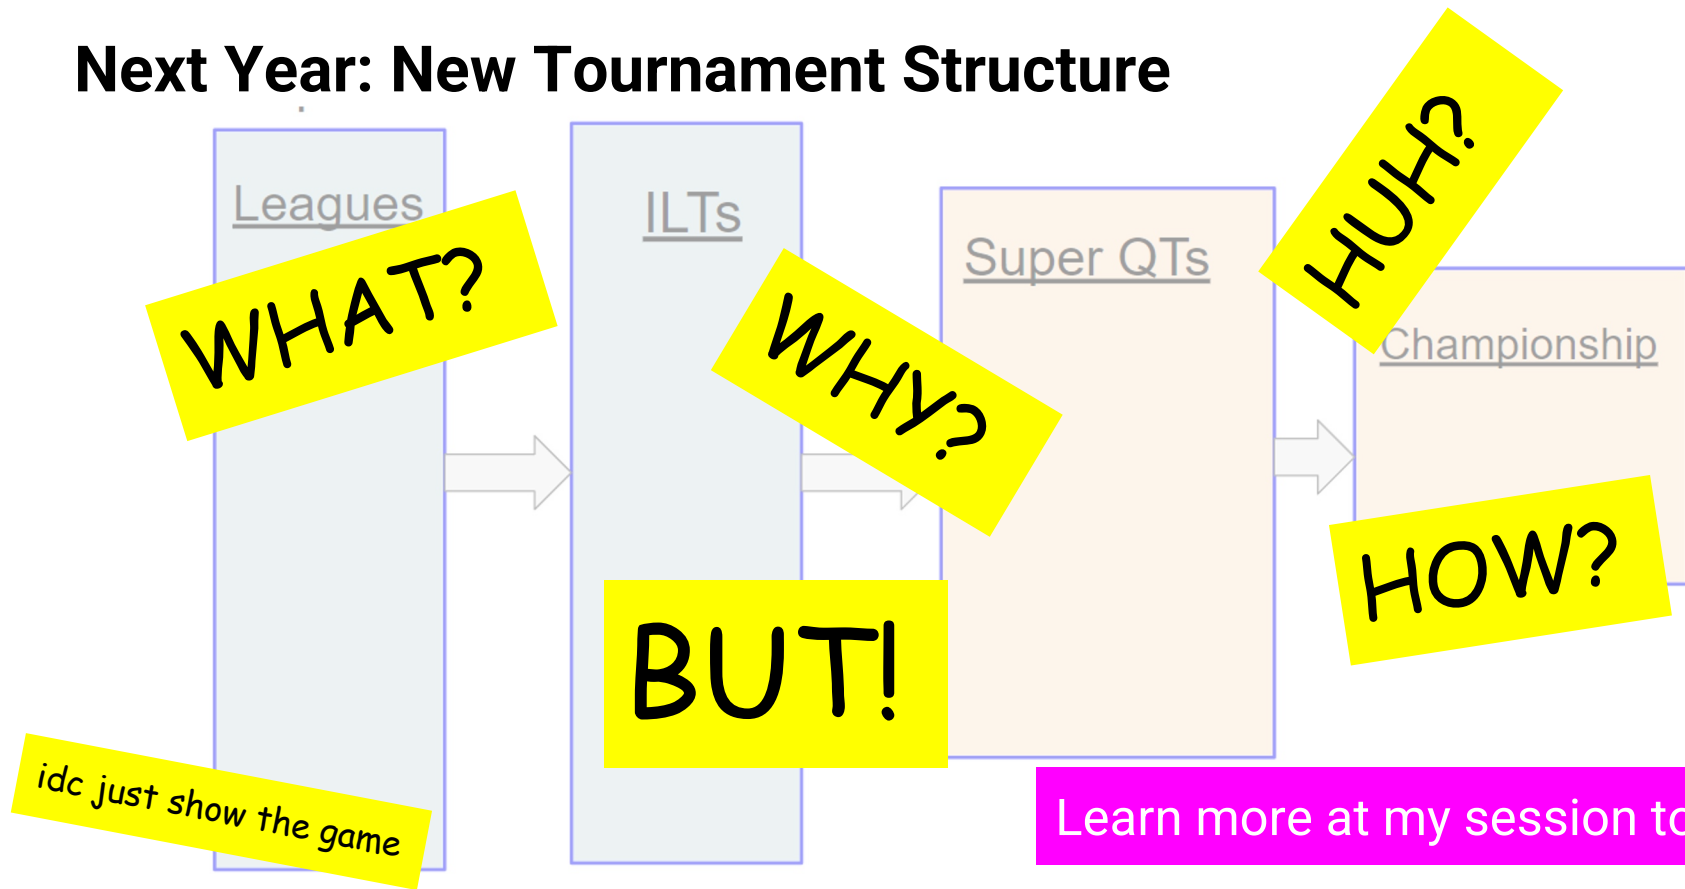 Next Year: New Tournament Structure
Leagues
ILTs
Super QTs
Championship
WHAT?
WHY?
HUH?
HOW?
BUT!
idc just show the game
Learn more at my session